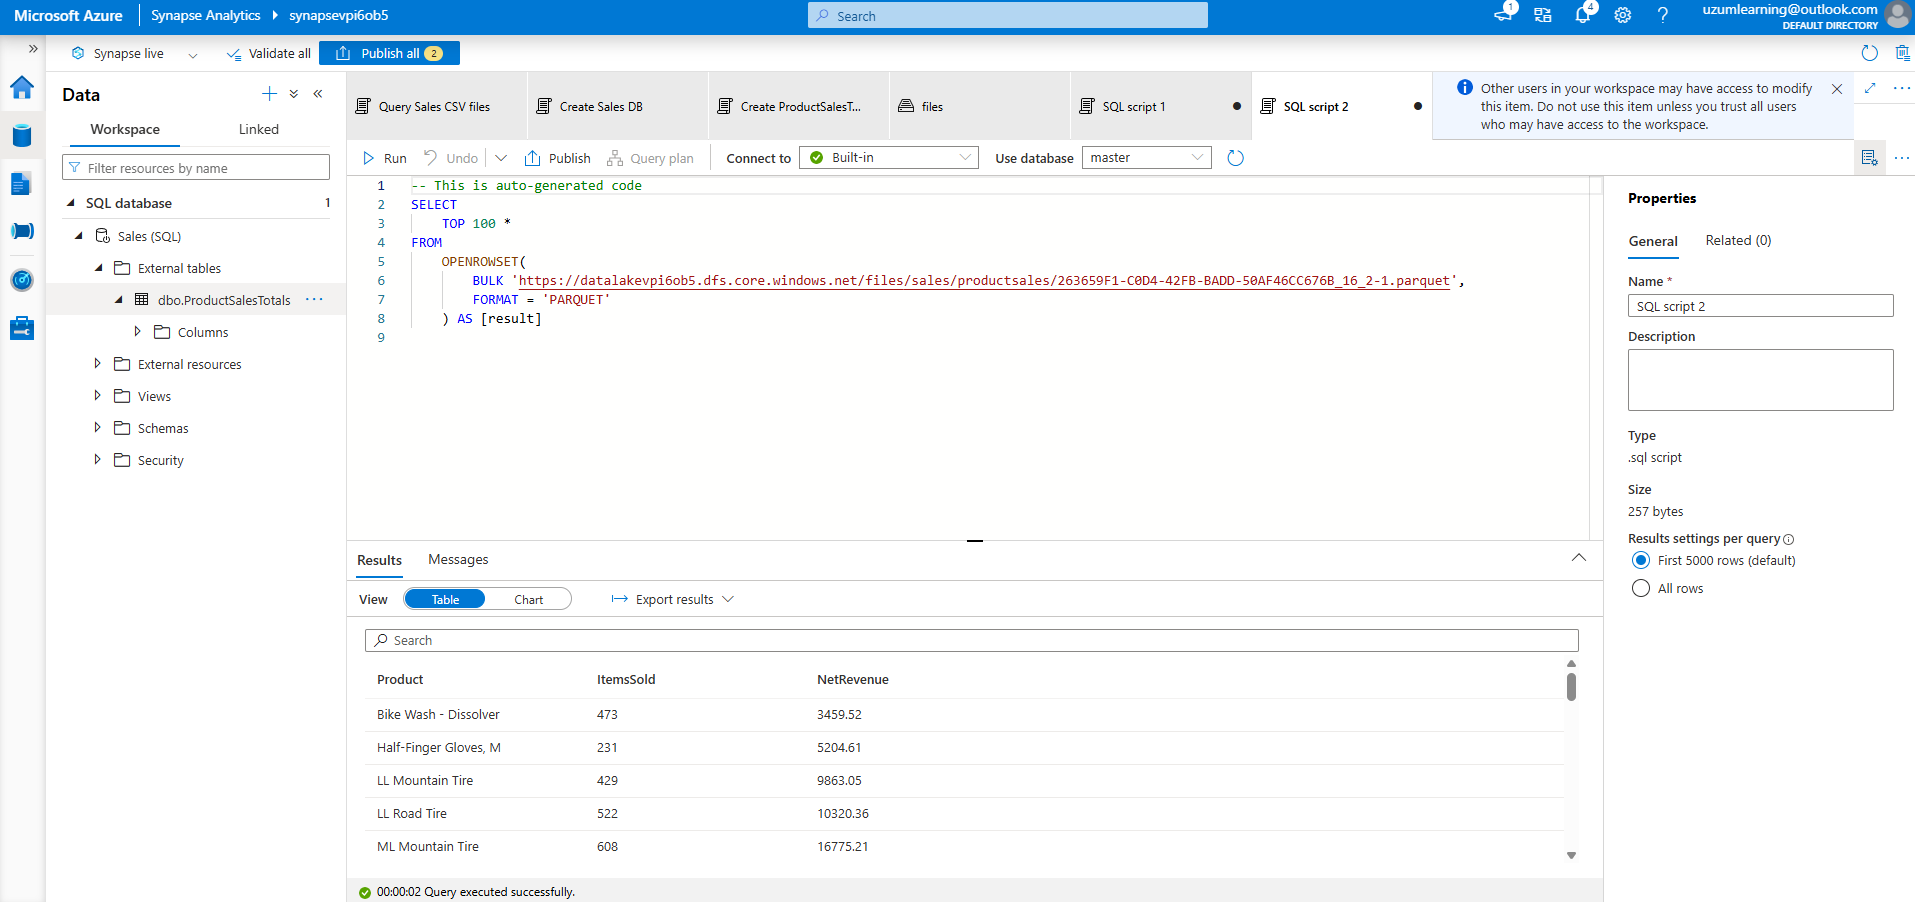 Microsoft Azure
Synapse Analytics
synapsevpi6ob5
Search
1
4
uzumlearning@outlook.com
DEFAULT DIRECTORY
Synapse live
Validate all
Publish all 2
Data
Workspace
Linked
Filter resources by name
SQL database 1
Sales (SQL)
External tables
dbo.ProductSalesTotals
Columns
External resources
Views
Schemas
Security
Query Sales CSV files
Create Sales DB
Create ProductSalesT...
files
SQL script 1
SQL script 2
Other users in your workspace may have access to modify
this item. Do not use this item unless you trust all users
who may have access to the workspace.
Run
Undo
Publish
Query plan
Connect to
Built-in
Use database
master
1 -- This is auto-generated code
2 SELECT
3 TOP 100 *
4 FROM
5 OPENROWSET(
6 BULK 'https://datalakevpi6ob5.dfs.core.windows.net/files/sales/productsales/263659F1-C0D4-42FB-BADD-50AF46CC676B_16_2-1.parquet',
7 FORMAT = 'PARQUET'
8 ) AS [result]
9
Results
Messages
View
Table
Chart
Export results
Search
Product ItemsSold NetRevenue
Bike Wash - Dissolver 473 3459.52
Half-Finger Gloves, M 231 5204.61
LL Mountain Tire 429 9863.05
LL Road Tire 522 10320.36
ML Mountain Tire 608 16775.21
00:00:02 Query executed successfully.
Properties
General
Related (0)
Name *
SQL script 2
Description
Type
.sql script
Size
257 bytes
Results settings per query
First 5000 rows (default)
All rows